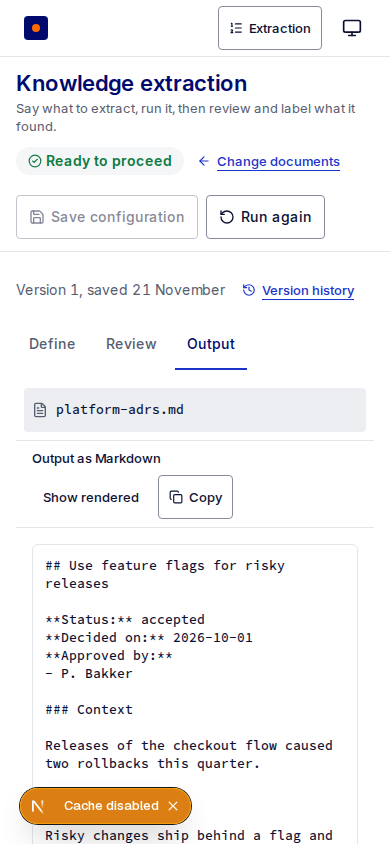 Extraction
Knowledge extraction
Say what to extract, run it, then review and label what it
found.
Ready to proceed
Change documents
Save configuration
Run again
Version 1, saved 21 November
Version history
Define
Review
Output
platform-adrs.md
Output as Markdown
Show rendered
Copy
## Use feature flags for risky
releases
**Status:** accepted
**Decided on:** 2026-10-01
**Approved by:**
- P. Bakker
### Context
Releases of the checkout flow caused
two rollbacks this quarter.
N
Cache disabled
Risky changes ship behind a flag and